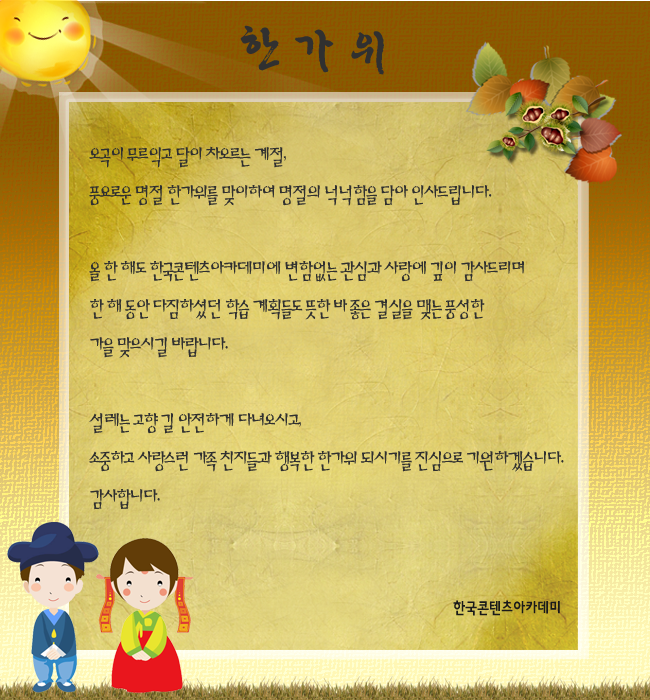 한가위
오곡이 무르익고 달이 차오르는 계절,
풍요로운 명절 한가위를 맞이하여 명절의 넉넉함을 담아 인사드립니다.
올 한 해도 한국콘텐츠아카데미에 변함없는 관심과 사랑에 깊이 감사드리며
한 해 동안 다짐하셨던 학습 계획들도 뜻한 바 좋은 결실을 맺는 풍성한
가을 맞으시길 바랍니다.
설레는 고향 길 안전하게 다녀오시고,
소중하고 사랑스런 가족 친지들과 행복한 한가위 되시기를 진심으로 기원하겠습니다.
감사합니다.
한국콘텐츠아카데미